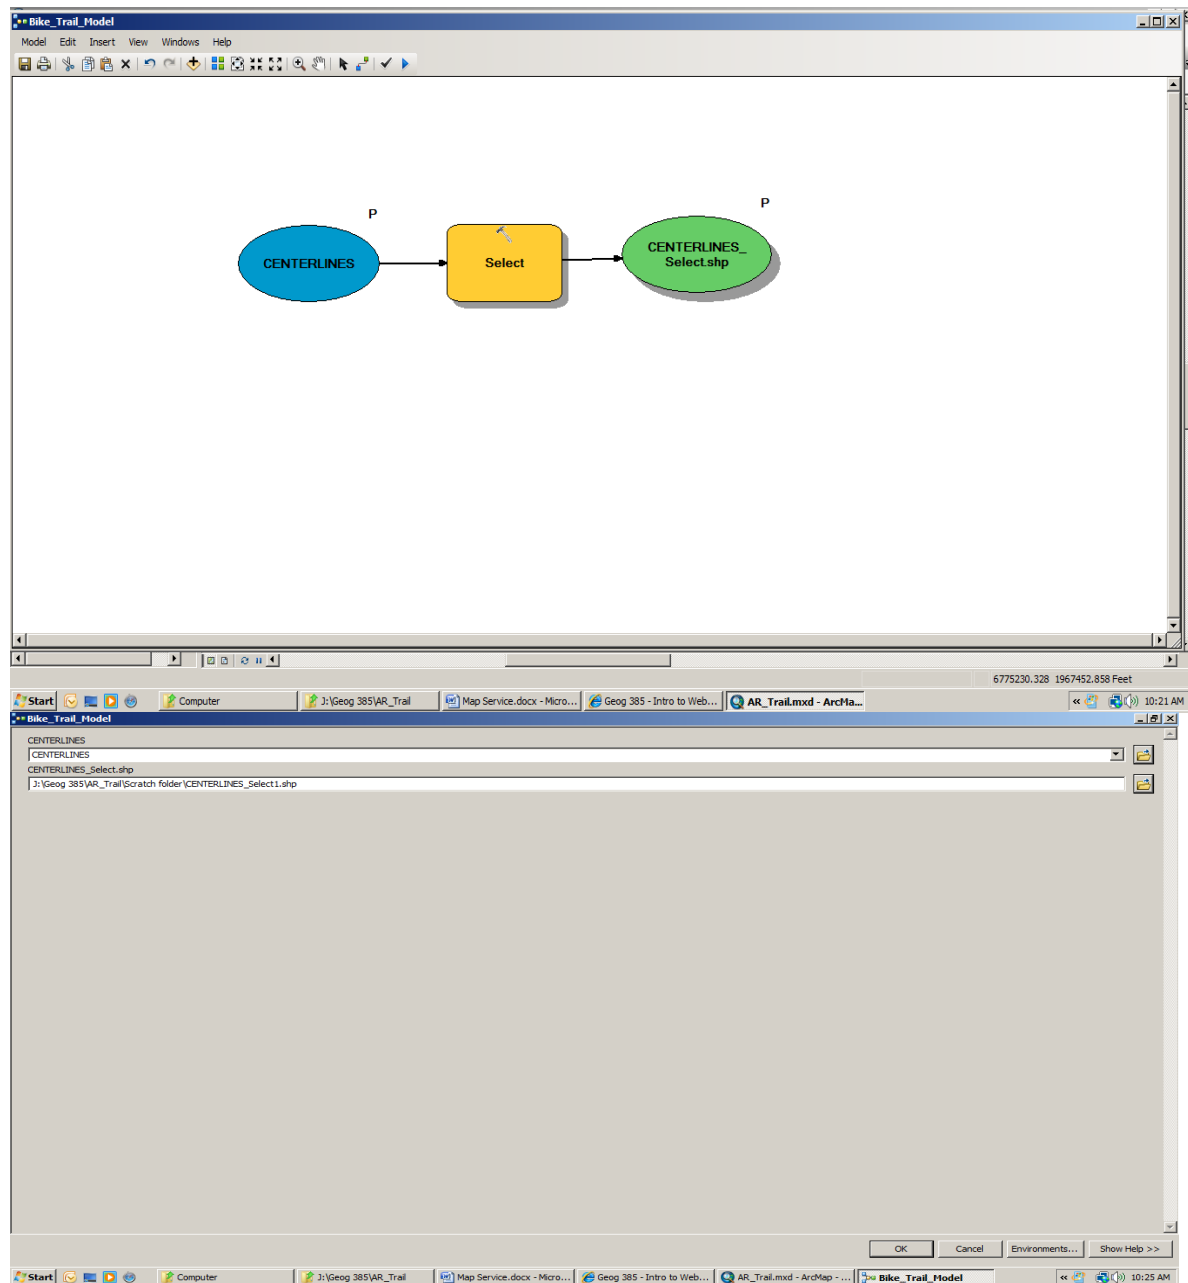 Bike_Trail_Model
Model Edit Insert View Windows Help
P
P
CENTERLINES
Select
CENTERLINES_
Select.shp
6775230.328 1967452.858 Feet
Start Computer J:\Geog 385\AR_Trail Map Service.docx - Micro... Geog 385 - Intro to Web... AR_Trail.mxd - ArcMa... « 10:21 AM
Bike_Trail_Model
CENTERLINES
CENTERLINES
CENTERLINES_Select.shp
J:\Geog 385\AR_Trail\Scratch folder\CENTERLINES_Select1.shp
OK Cancel Environments... Show Help >>
Start Computer J:\Geog 385\AR_Trail Map Service.docx - Micro... Geog 385 - Intro to Web... AR_Trail.mxd - ArcMap - ... Bike_Trail_Model « 10:25 AM